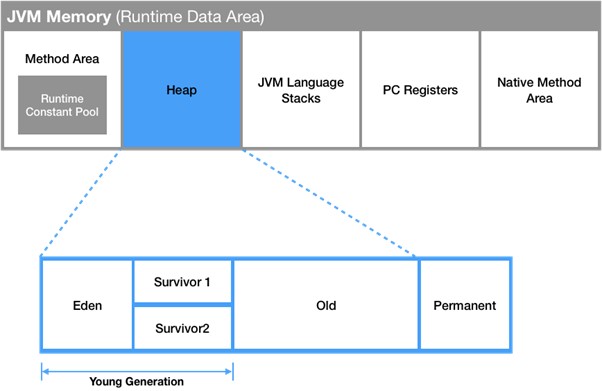 JVM Memory (Runtime Data Area)
Method Area
Runtime
Constant Pool
Heap
JVM Language
Stacks
PC Registers
Native Method
Area
Eden
Survivor 1
Survivor2
Old
Permanent
Young Generation